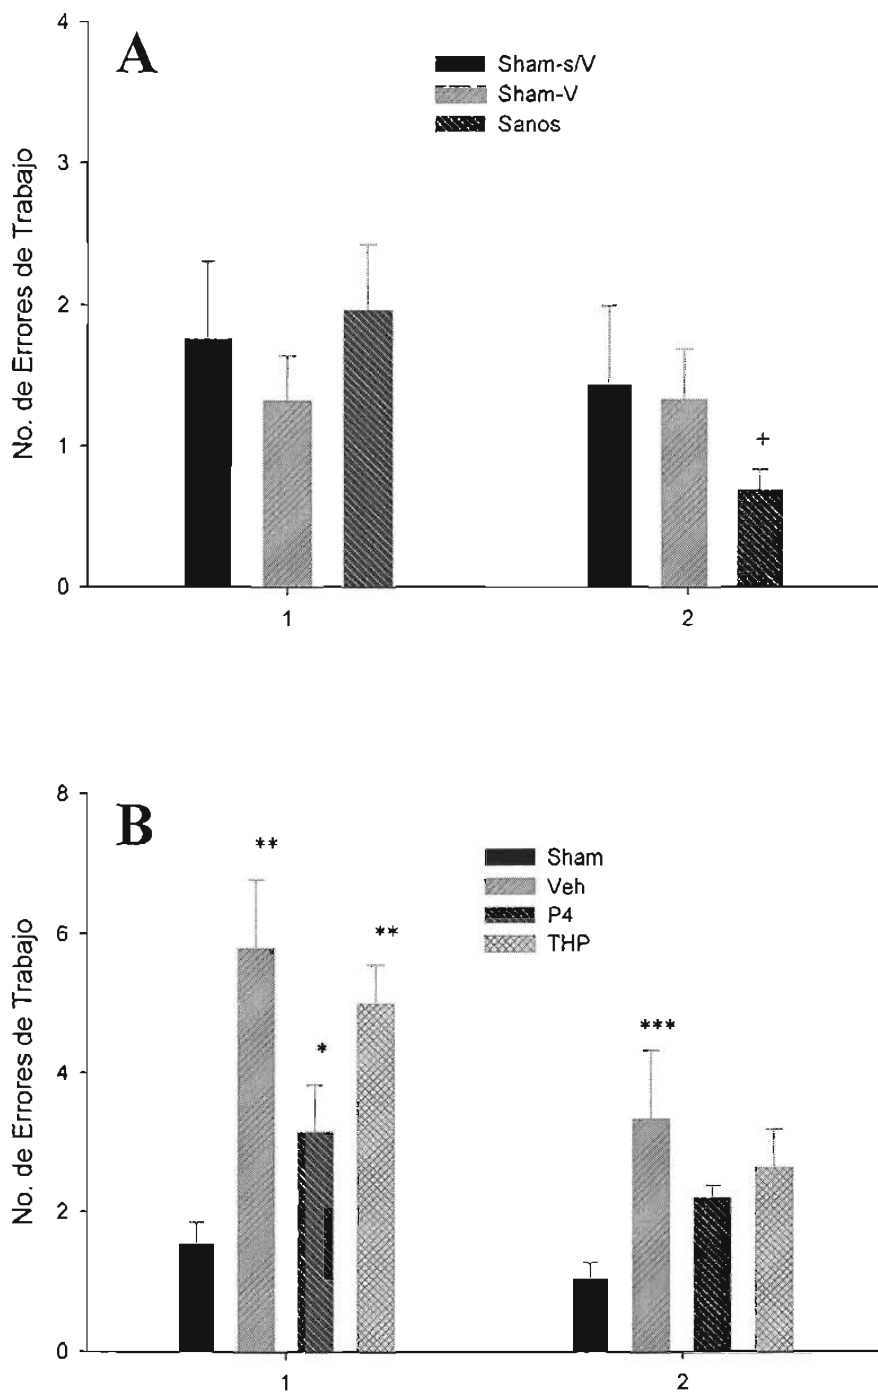 A
4
3
2
1
0
No. de Errores de Trabajo
Sham-s/V
Sham-V
Sanos
+
1
2
B
8
6
4
2
0
No. de Errores de Trabajo
Sham
Veh
P4
THP
**
*
**
***
1
2